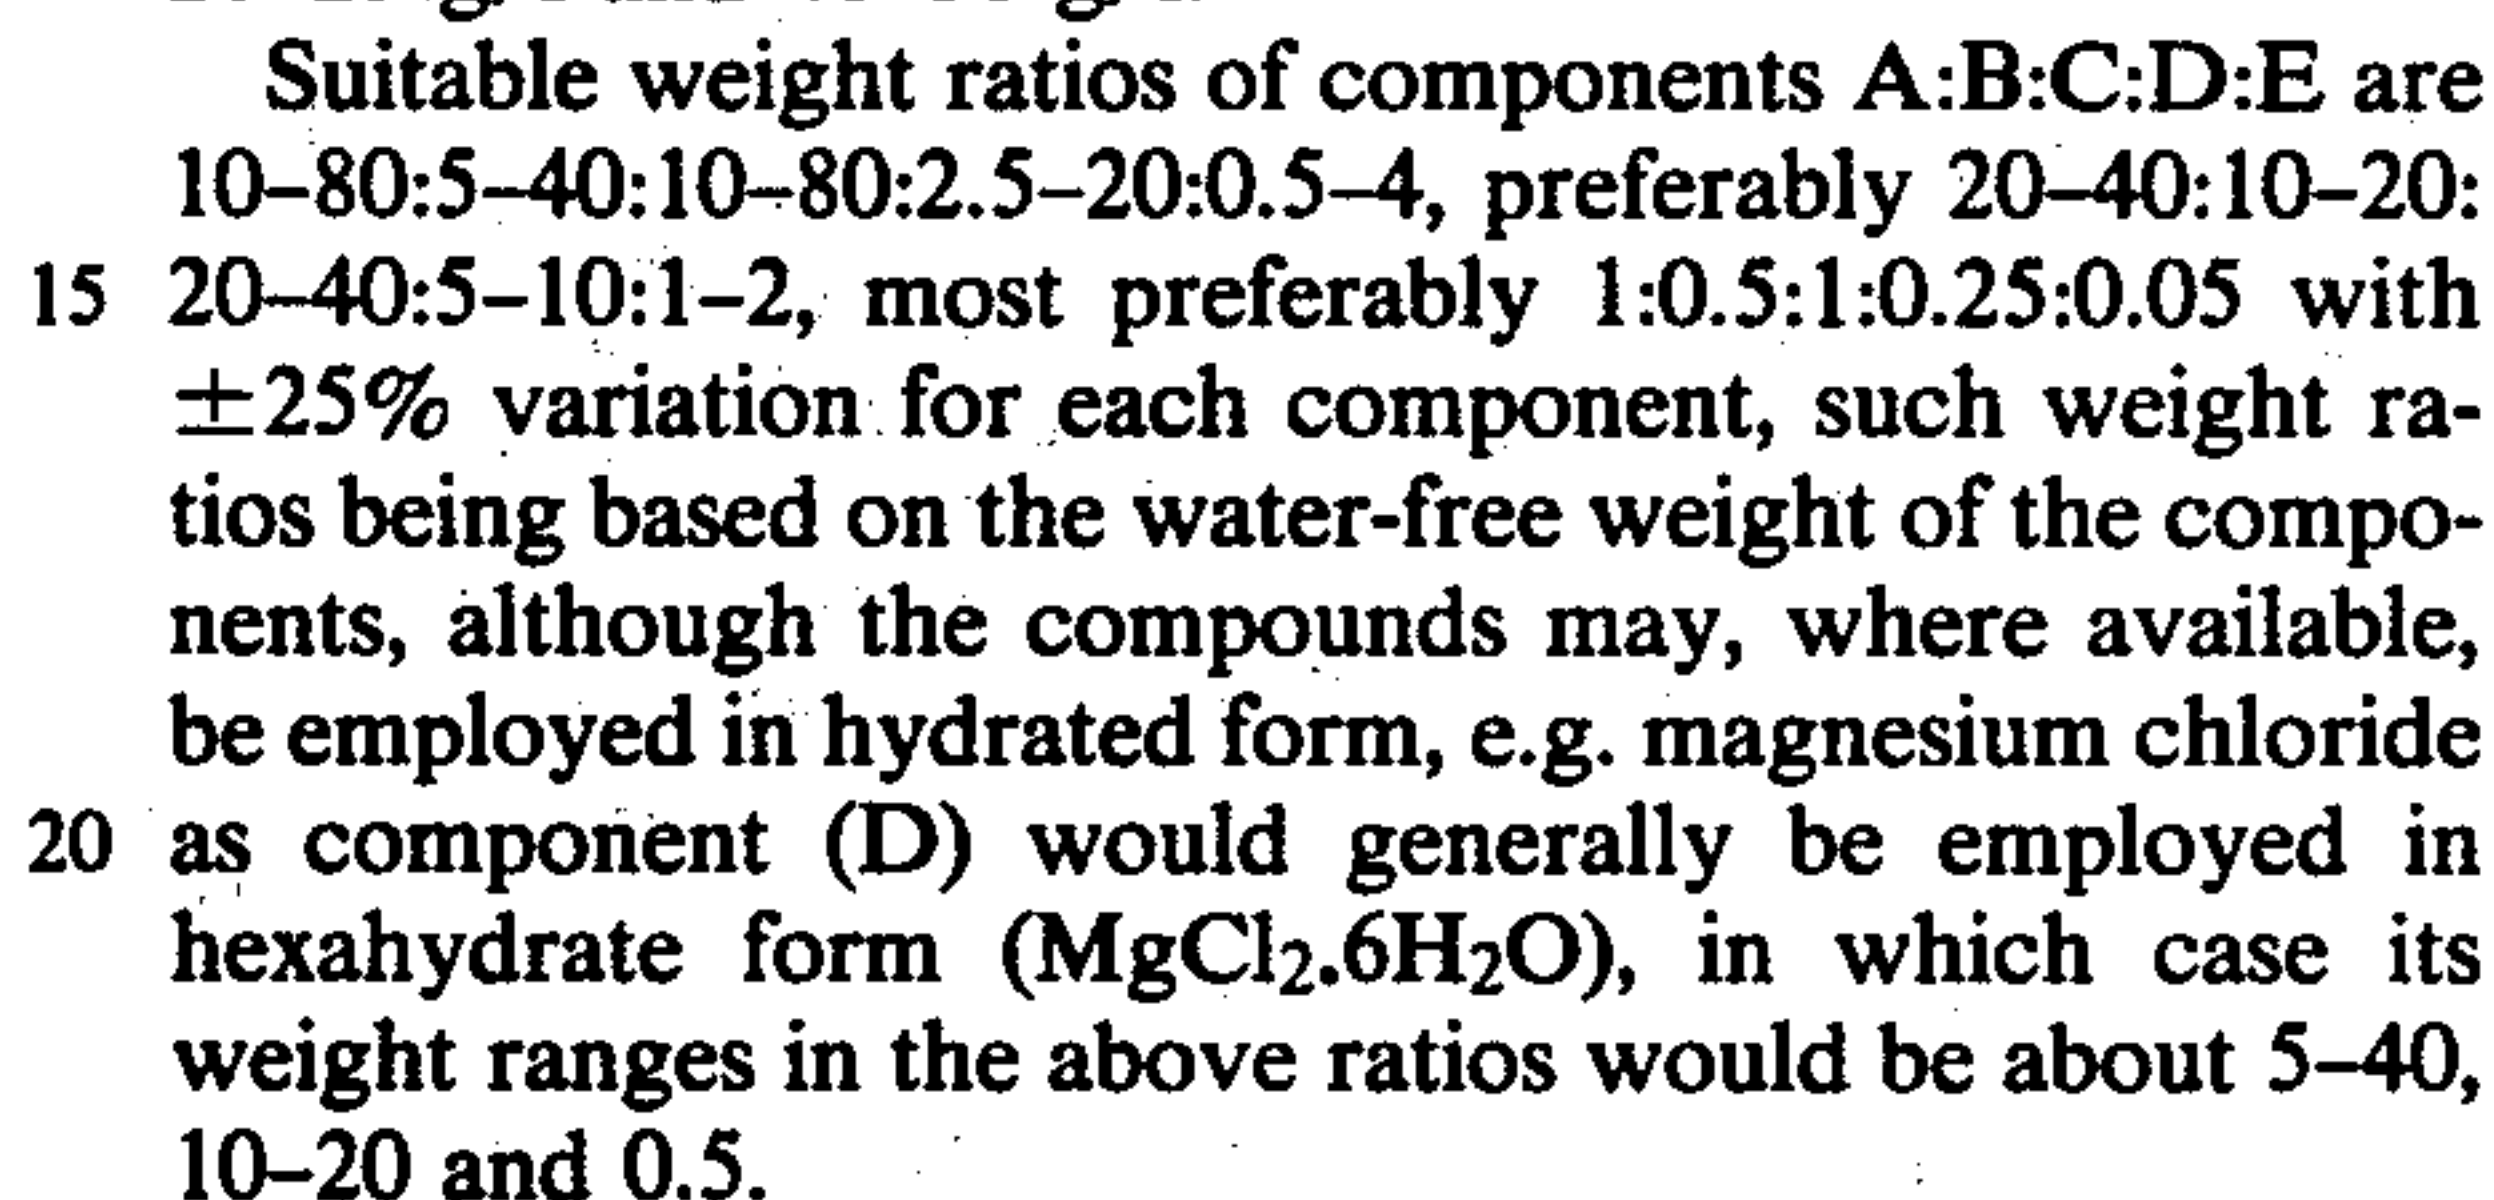 Suitable weight ratios of components A:B:C:D:E are
10–80:5–40:10–80:2.5–20:0.5–4, preferably 20–40:10–20:
15 20–40:5–10:1–2, most preferably 1:0.5:1:0.25:0.05 with
±25% variation for each component, such weight ra-
tios being based on the water-free weight of the compo-
nents, although the compounds may, where available,
be employed in hydrated form, e.g. magnesium chloride
20 as component (D) would generally be employed in
hexahydrate form (MgCl₂.6H₂O), in which case its
weight ranges in the above ratios would be about 5–40,
10–20 and 0.5.